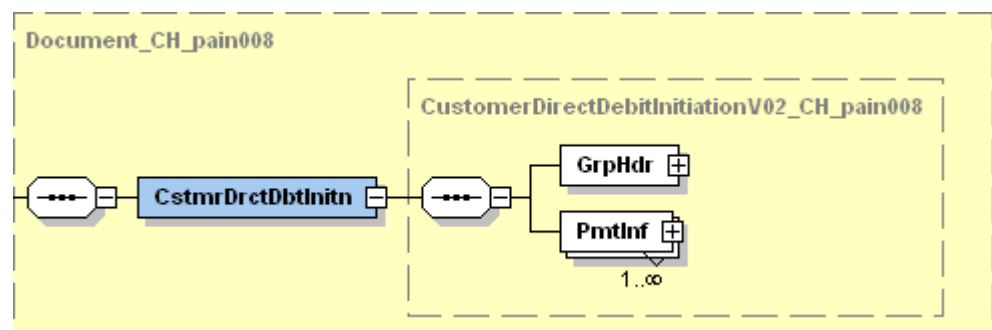 Document_CH_pain008
CustomerDirectDebitInitiationV02_CH_pain008
GrpHdr
CstmrDrctDbtInitn
PmtInf
1..∞